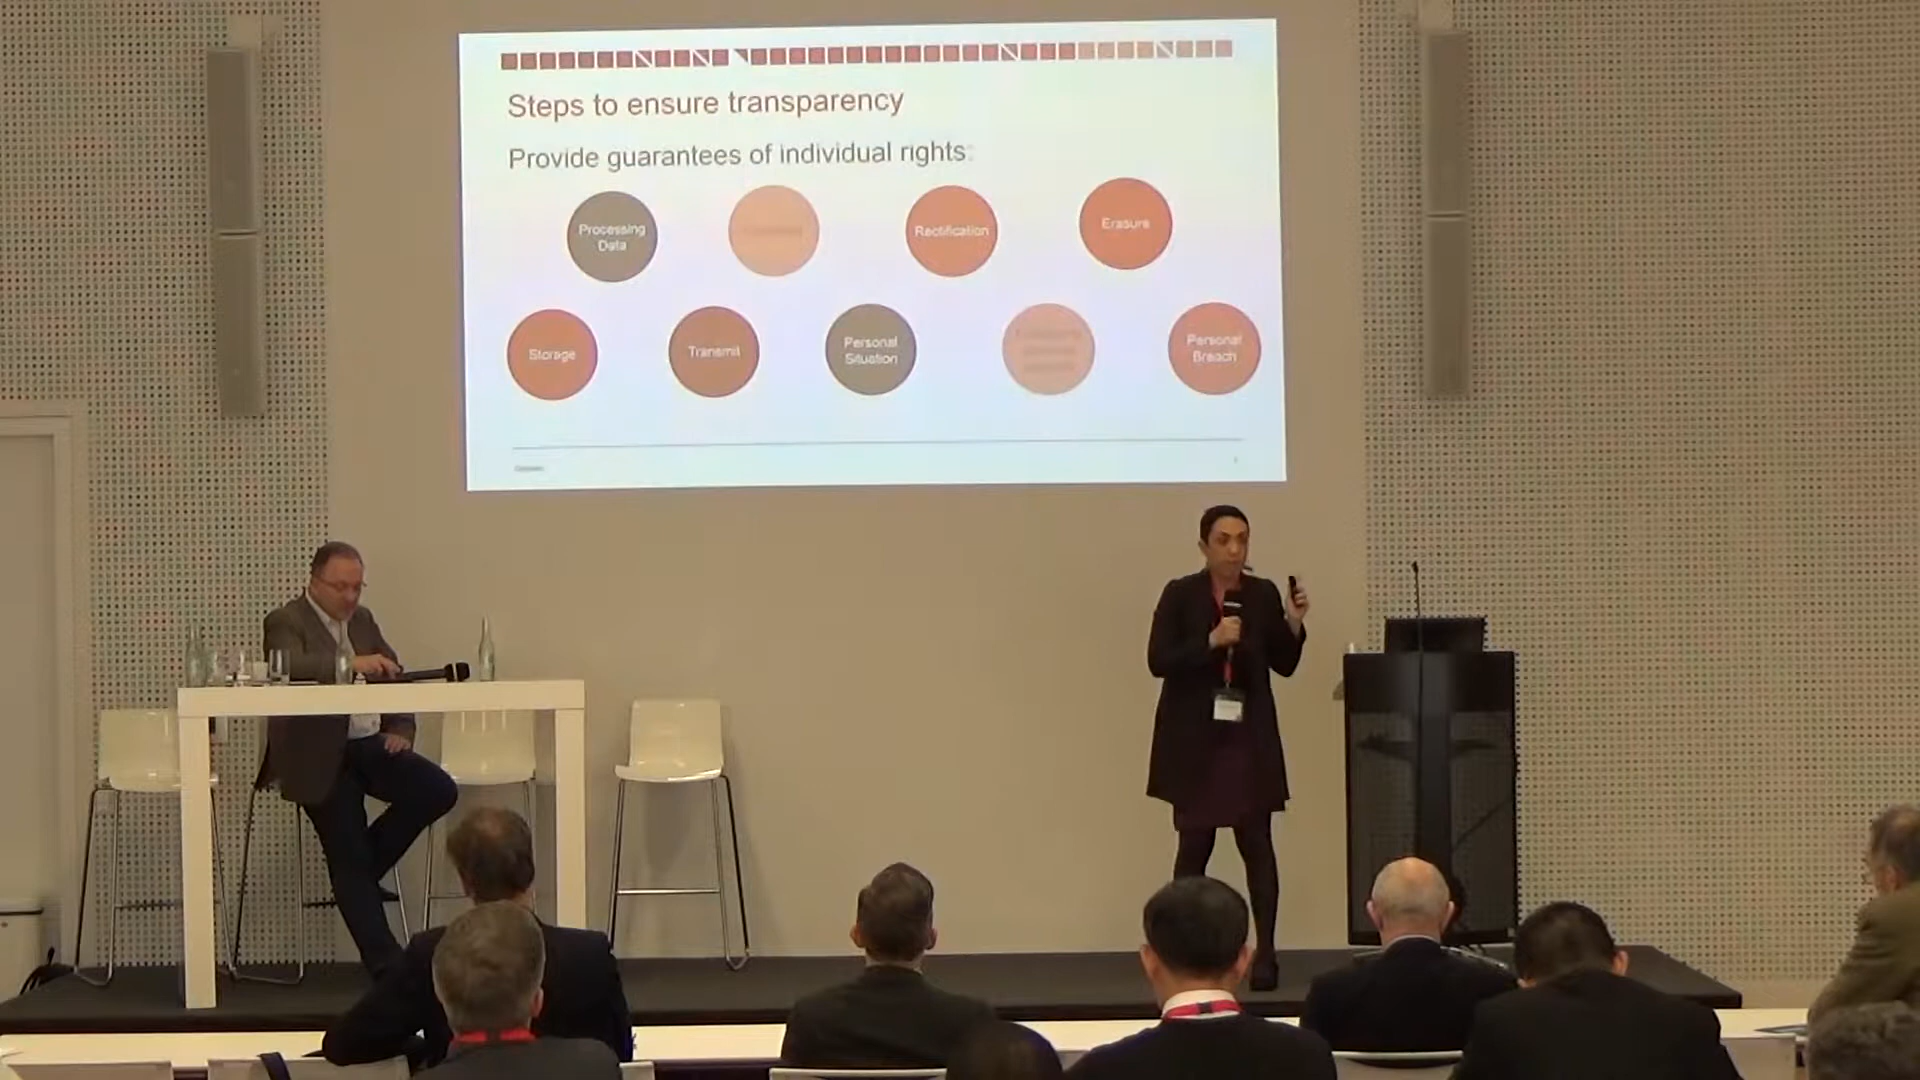 Steps to ensure transparency
Provide guarantees of individual rights:
Processing
Data
Rectification
Erasure
Storage
Transmit
Personal
Situation
Personal
Breach